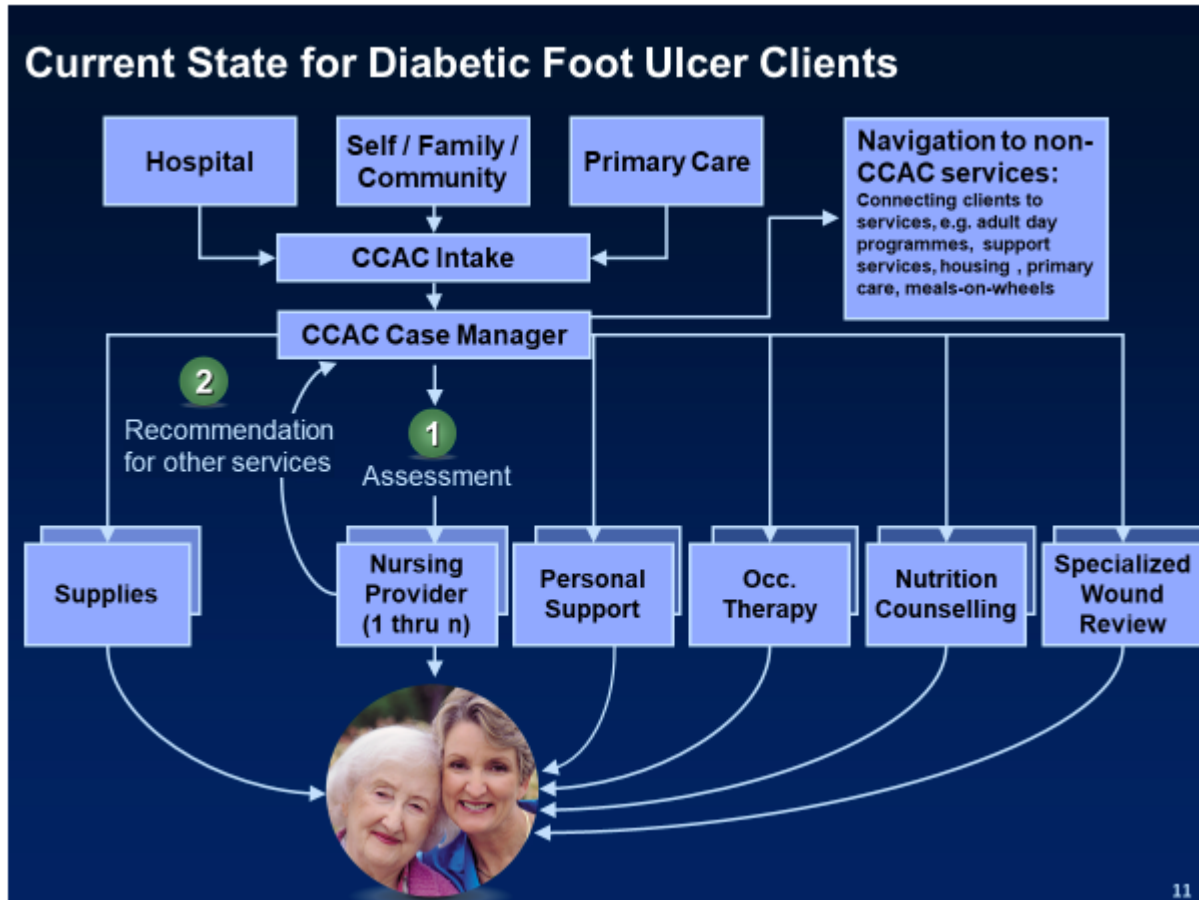 Current State for Diabetic Foot Ulcer Clients
Hospital
Self / Family /
Community
Primary Care
Navigation to non-
CCAC services:
Connecting clients to
services, e.g. adult day
programmes, support
services, housing , primary
care, meals-on-wheels
CCAC Intake
CCAC Case Manager
2
Recommendation
for other services
1
Assessment
Supplies
Nursing
Provider
(1 thru n)
Personal
Support
Occ.
Therapy
Nutrition
Counselling
Specialized
Wound
Review
11